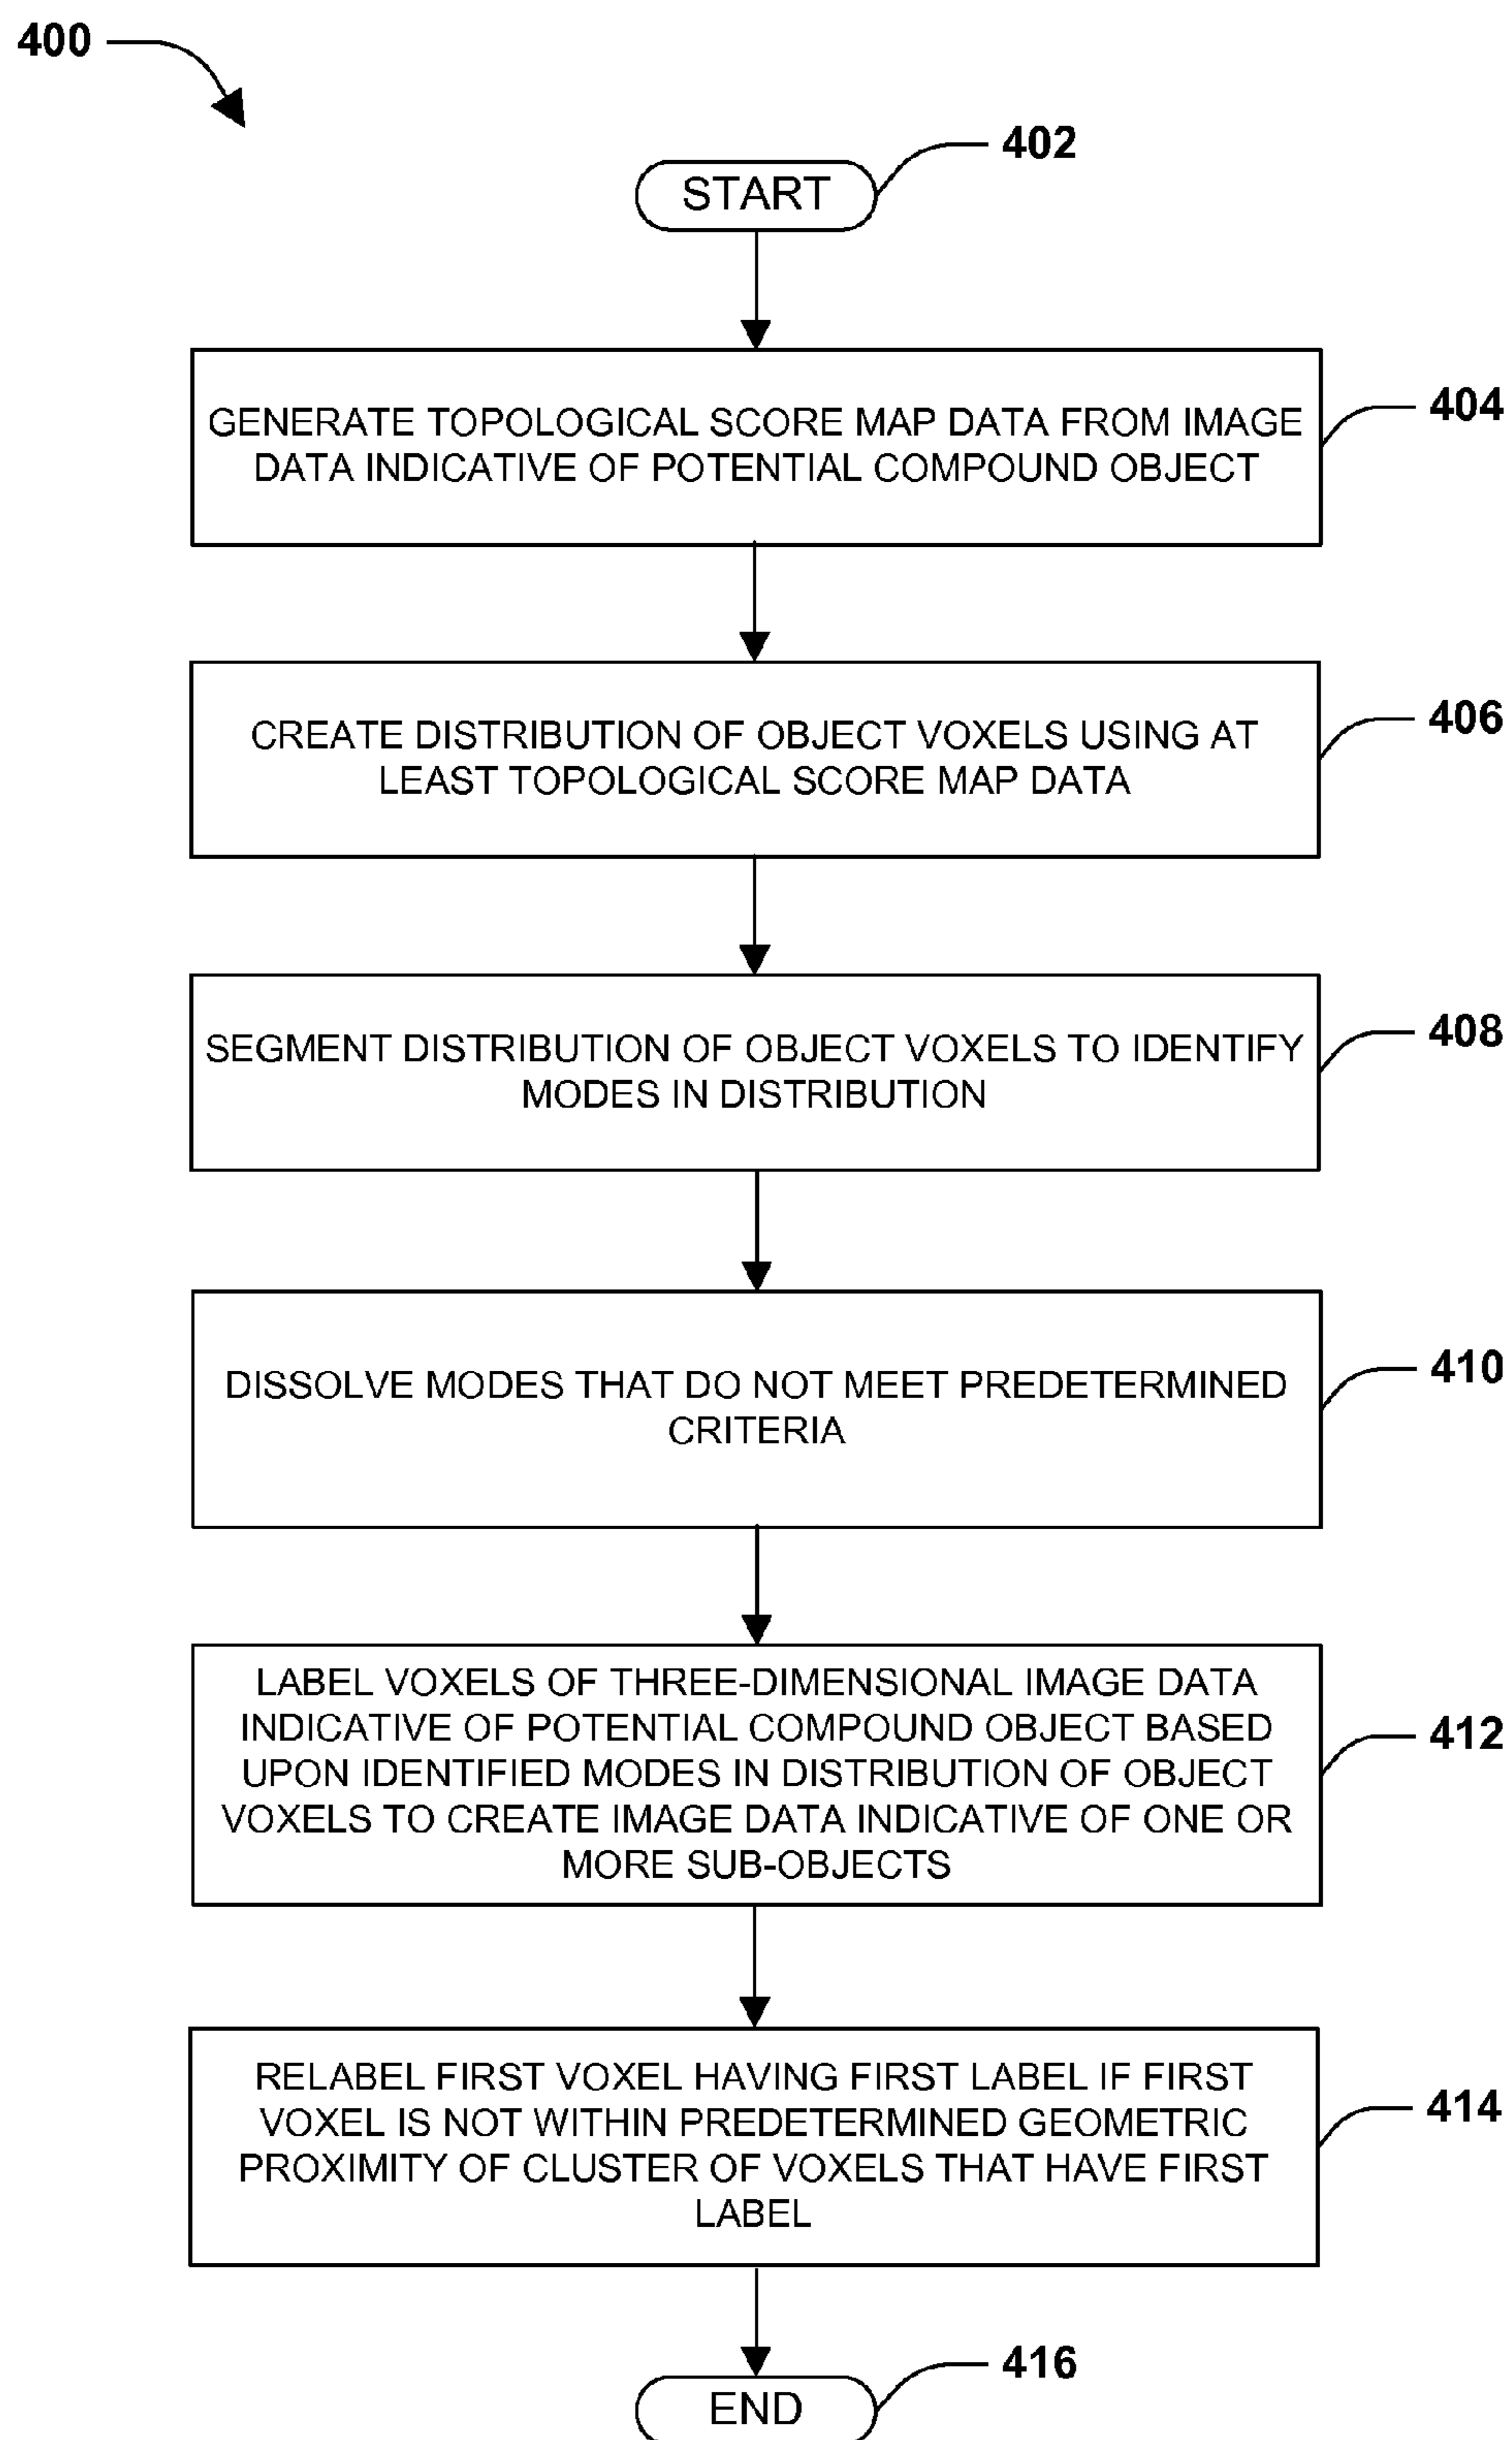 400
402
START
404
GENERATE TOPOLOGICAL SCORE MAP DATA FROM IMAGE
DATA INDICATIVE OF POTENTIAL COMPOUND OBJECT
406
CREATE DISTRIBUTION OF OBJECT VOXELS USING AT
LEAST TOPOLOGICAL SCORE MAP DATA
408
SEGMENT DISTRIBUTION OF OBJECT VOXELS TO IDENTIFY
MODES IN DISTRIBUTION
410
DISSOLVE MODES THAT DO NOT MEET PREDETERMINED
CRITERIA
412
LABEL VOXELS OF THREE-DIMENSIONAL IMAGE DATA
INDICATIVE OF POTENTIAL COMPOUND OBJECT BASED
UPON IDENTIFIED MODES IN DISTRIBUTION OF OBJECT
VOXELS TO CREATE IMAGE DATA INDICATIVE OF ONE OR
MORE SUB-OBJECTS
414
RELABEL FIRST VOXEL HAVING FIRST LABEL IF FIRST
VOXEL IS NOT WITHIN PREDETERMINED GEOMETRIC
PROXIMITY OF CLUSTER OF VOXELS THAT HAVE FIRST
LABEL
416
END